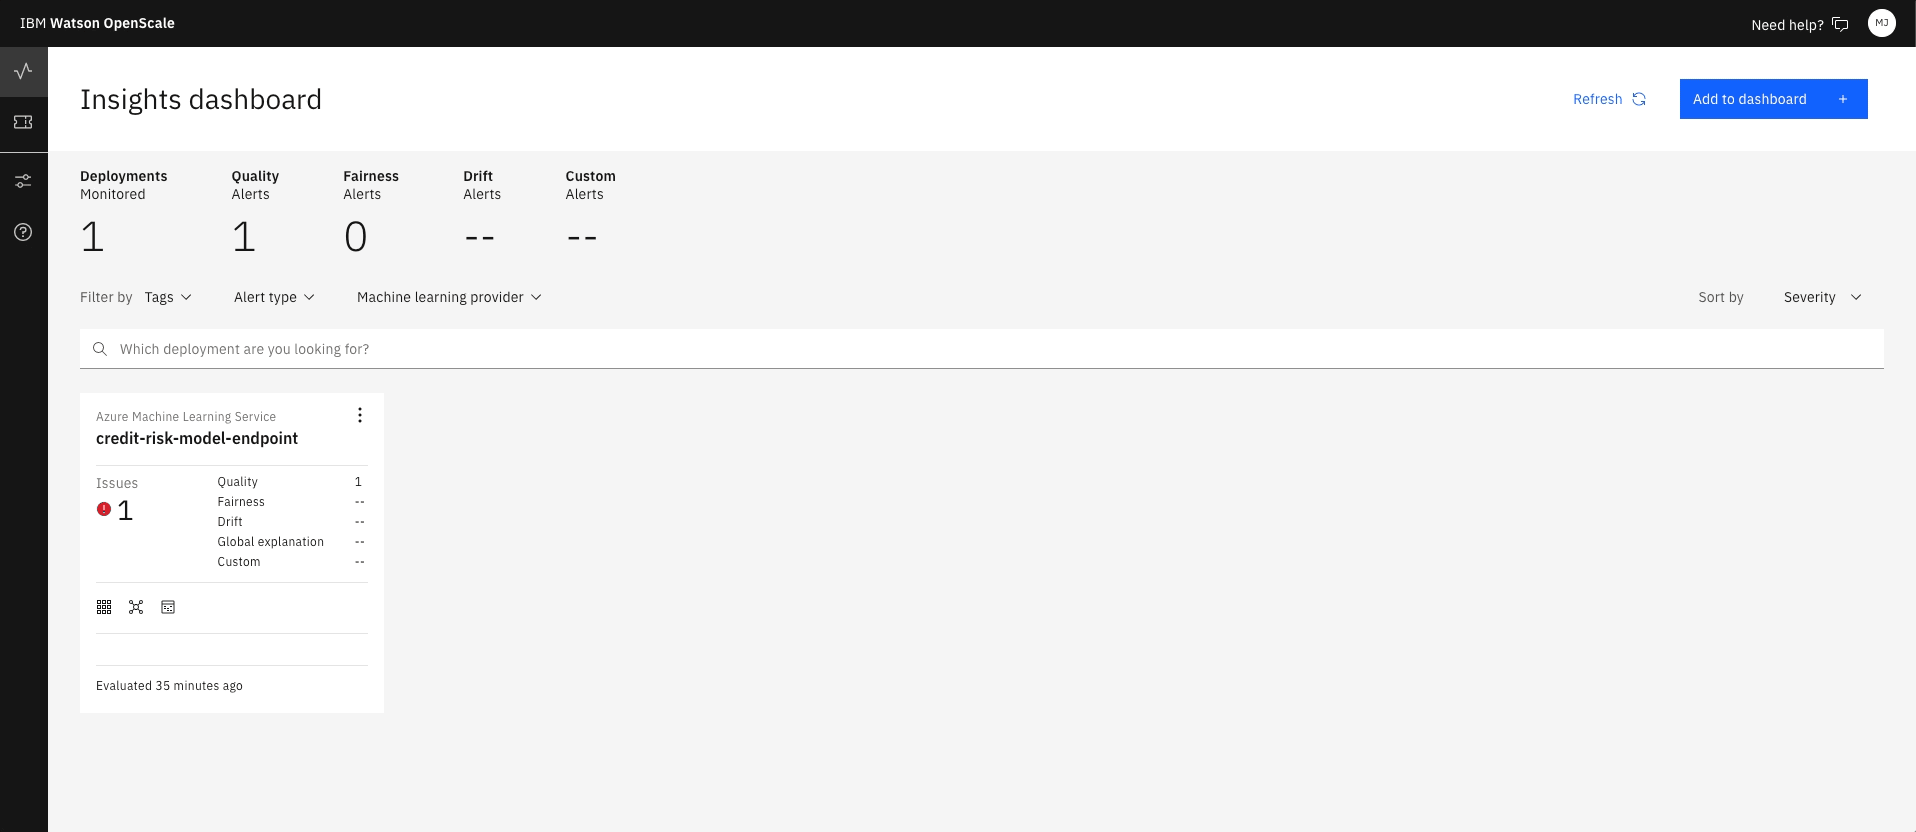 IBM Watson OpenScale
Need help?
MJ
Insights dashboard
Refresh
Add to dashboard +
Deployments
Monitored
1
Quality
Alerts
1
Fairness
Alerts
0
Drift
Alerts
--
Custom
Alerts
--
Filter by Tags Alert type Machine learning provider
Sort by Severity
Which deployment are you looking for?
Azure Machine Learning Service
credit-risk-model-endpoint
Issues
1
Quality 1
Fairness --
Drift --
Global explanation --
Custom --
Evaluated 35 minutes ago